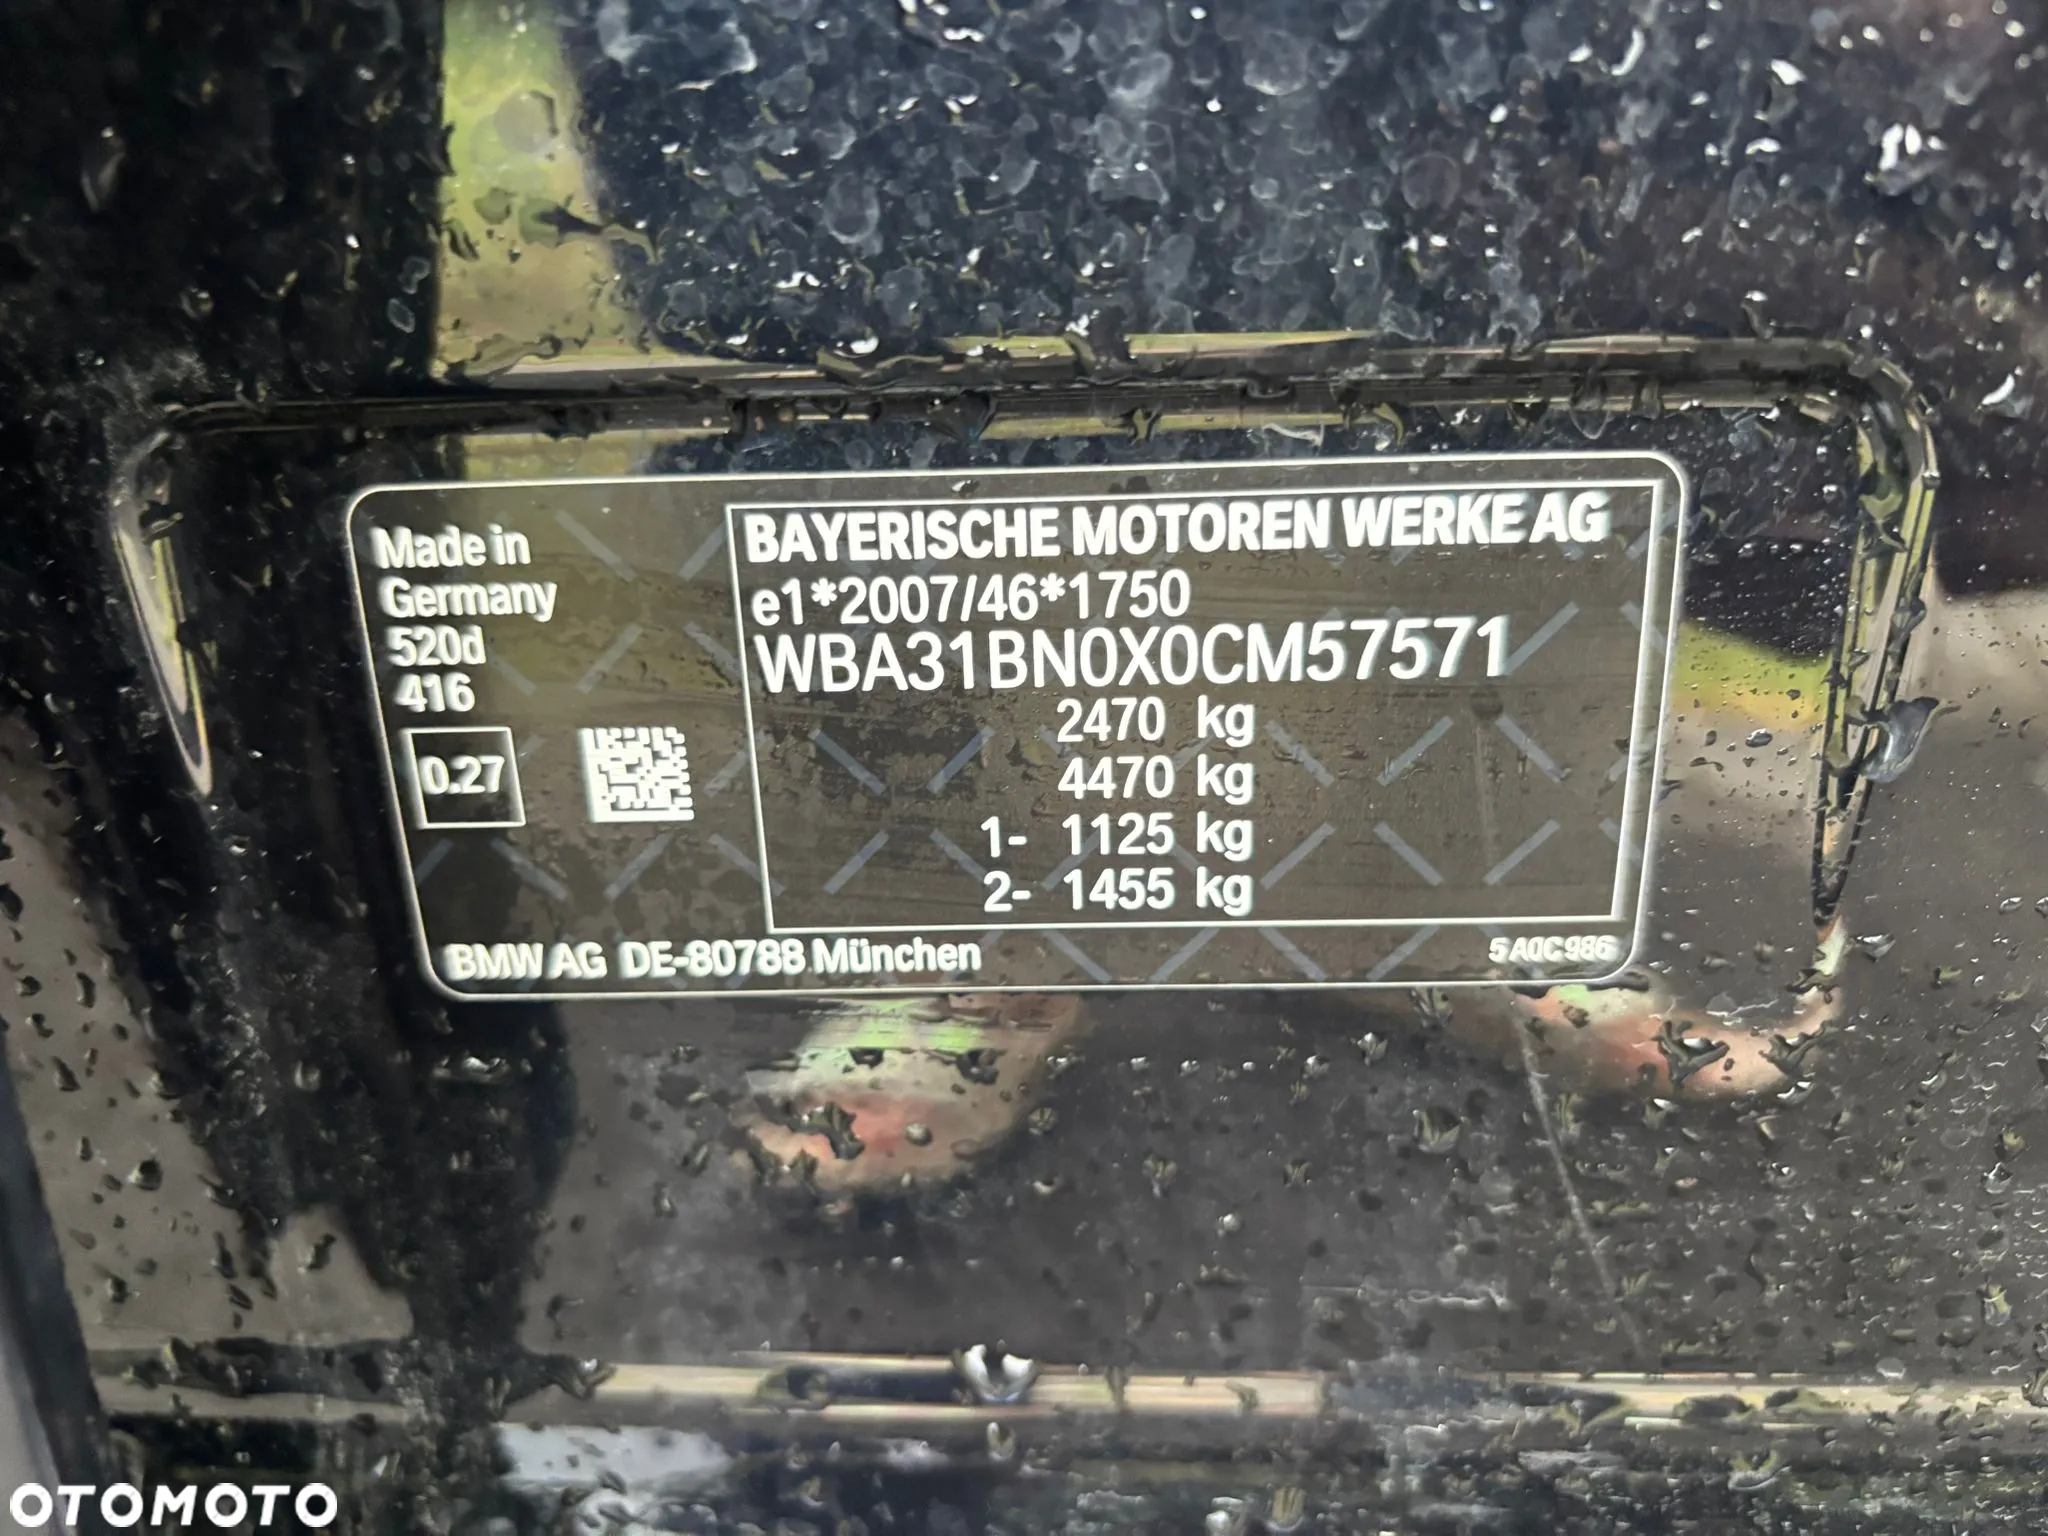 Made in
Germany
520d
416
0.27
BAYERISCHE MOTOREN WERKE AG
e1*2007/46*1750
WBA31BN0X0CM57571
2470 kg
4470 kg
1- 1125 kg
2- 1455 kg
BMW AG DE-80788 München
5A0C986
OTOMOTO